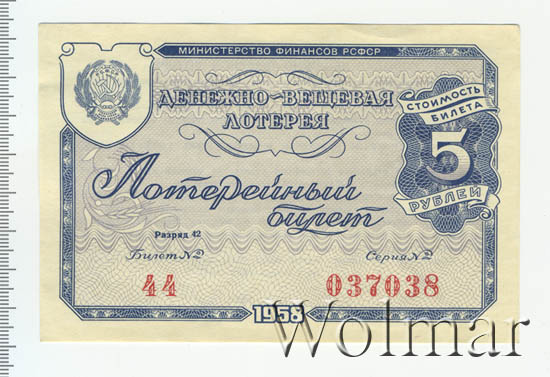 МИНИСТЕРСТВО ФИНАНСОВ РСФСР
ДЕНЕЖНО-ВЕЩЕВАЯ
ЛОТЕРЕЯ
СТОИМОСТЬ
БИЛЕТА
5
РУБЛЕЙ
Лотерейный
билет
Разряд 42
Билет №
Серия №
44
037038
1958
Wolmar